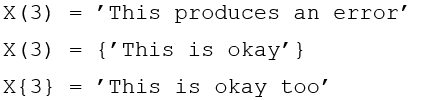 X(3) = ’This produces an error’
X(3) = {’This is okay’}
X{3} = ’This is okay too’